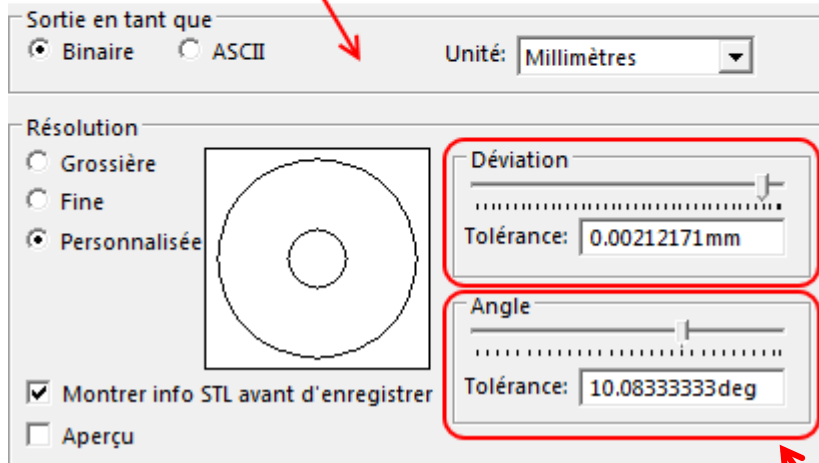 Sortie en tant que
Binaire ASCII Unité: Millimètres
Résolution
Grossière
Fine
Personnalisée
Déviation
Tolérance: 0.00212171mm
Angle
Tolérance: 10.08333333deg
Montrer info STL avant d'enregistrer
Aperçu